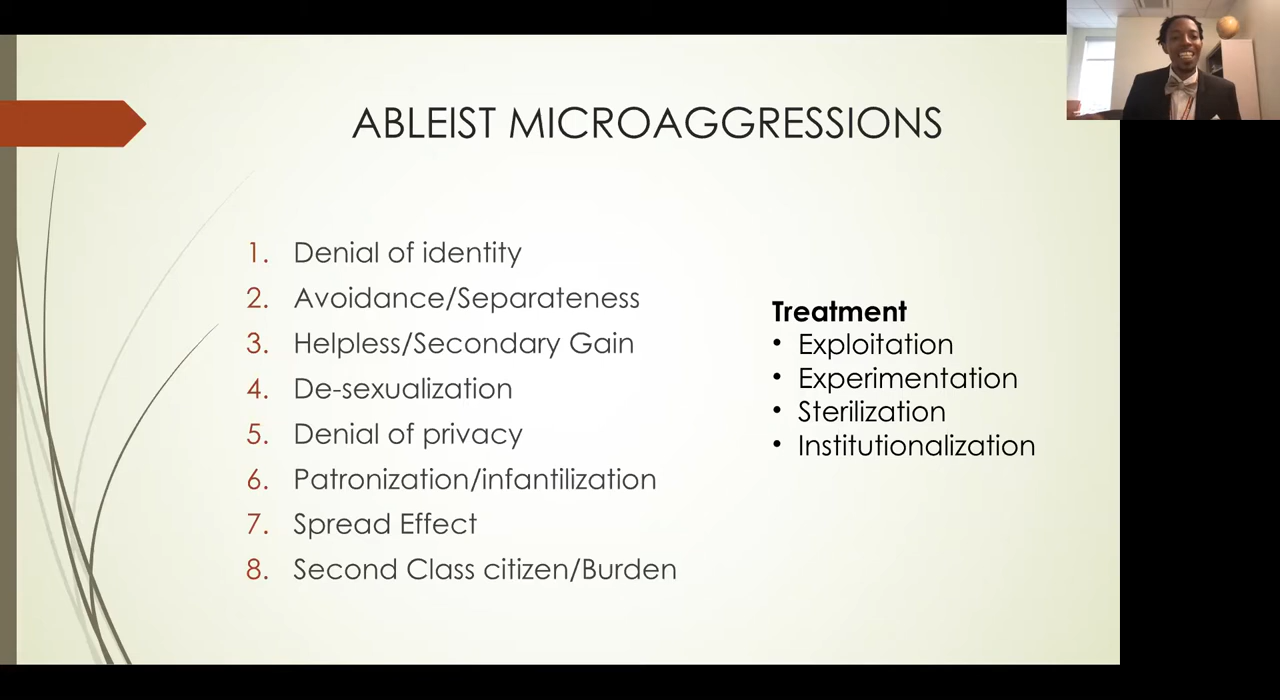 ABLEIST MICROAGGRESSIONS
1. Denial of identity
2. Avoidance/Separateness
3. Helpless/Secondary Gain
4. De-sexualization
5. Denial of privacy
6. Patronization/infantilization
7. Spread Effect
8. Second Class citizen/Burden
Treatment
• Exploitation
• Experimentation
• Sterilization
• Institutionalization